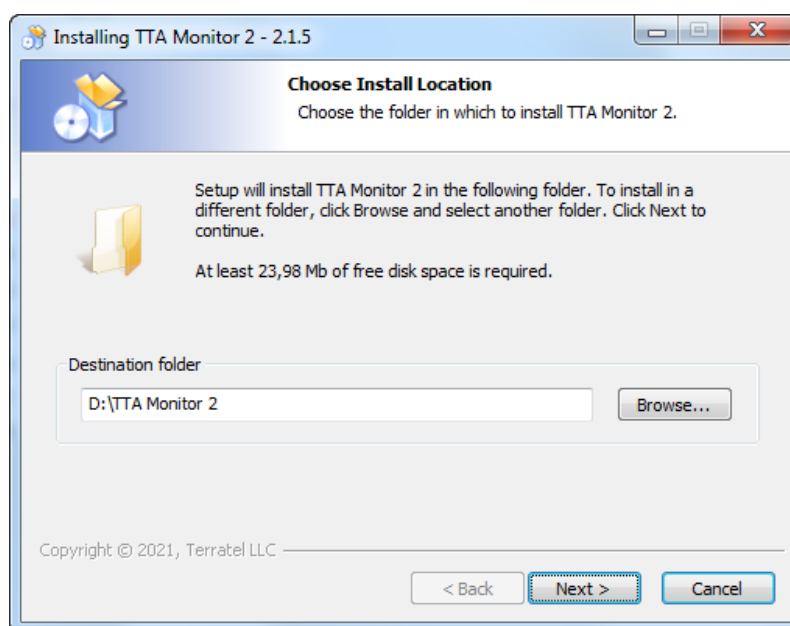 Installing TTA Monitor 2 - 2.1.5
Choose Install Location
Choose the folder in which to install TTA Monitor 2.
Setup will install TTA Monitor 2 in the following folder. To install in a
different folder, click Browse and select another folder. Click Next to
continue.
At least 23,98 Mb of free disk space is required.
Destination folder
D:\TTA Monitor 2
Browse...
Copyright © 2021, Terratel LLC
< Back
Next >
Cancel